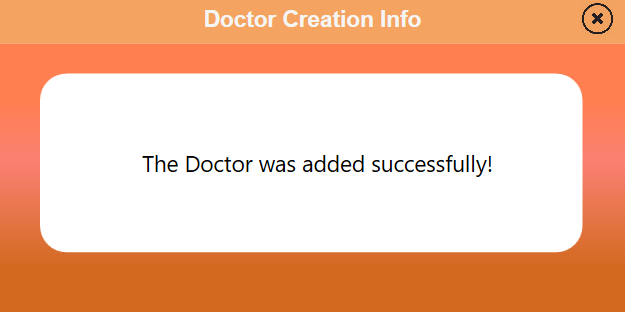 Doctor Creation Info
The Doctor was added successfully!